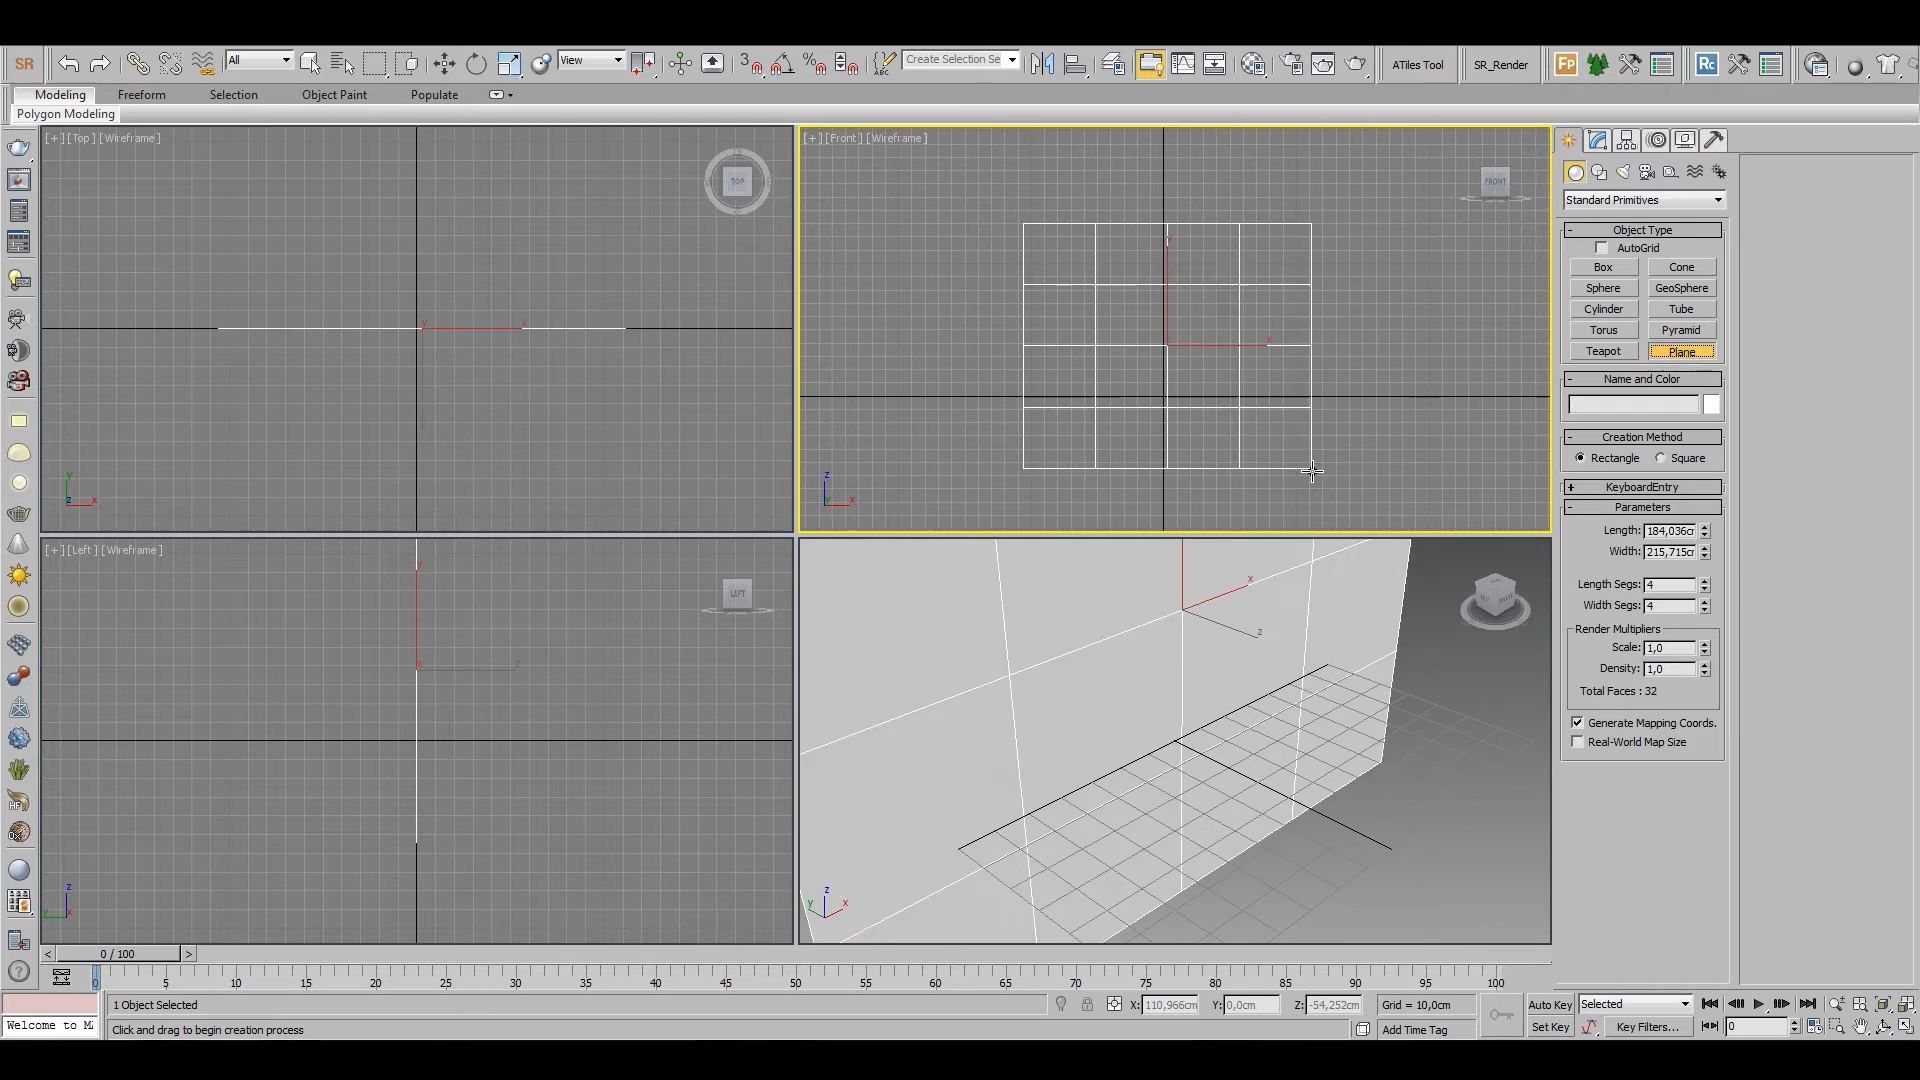 SR
All
View
3
%
ABC
Create Selection Se
ATiles Tool
SR_Render
Fp
Rc
Modeling
Freeform
Selection
Object Paint
Populate
Polygon Modeling
[+][Top][Wireframe]
TOP
y
x
y
z
x
[+][Front][Wireframe]
FRONT
y
x
z
y
x
[+][Left][Wireframe]
LEFT
y
x
z
z
y
x
x
z
z
y
x
Standard Primitives
- Object Type
AutoGrid
Box
Cone
Sphere
GeoSphere
Cylinder
Tube
Torus
Pyramid
Teapot
Plane
- Name and Color
- Creation Method
Rectangle
Square
+ KeyboardEntry
- Parameters
Length: 184,036cr
Width: 215,715cr
Length Segs: 4
Width Segs: 4
Render Multipliers
Scale: 1,0
Density: 1,0
Total Faces : 32
Generate Mapping Coords.
Real-World Map Size
< 0 / 100 >
0 5 10 15 20 25 30 35 40 45 50 55 60 65 70 75 80 85 90 95 100
1 Object Selected
X: 110,966cm
Y: 0,0cm
Z: -54,252cm
Grid = 10,0cm
Auto Key
Selected
Welcome to M
Click and drag to begin creation process
Add Time Tag
Set Key
Key Filters...
0